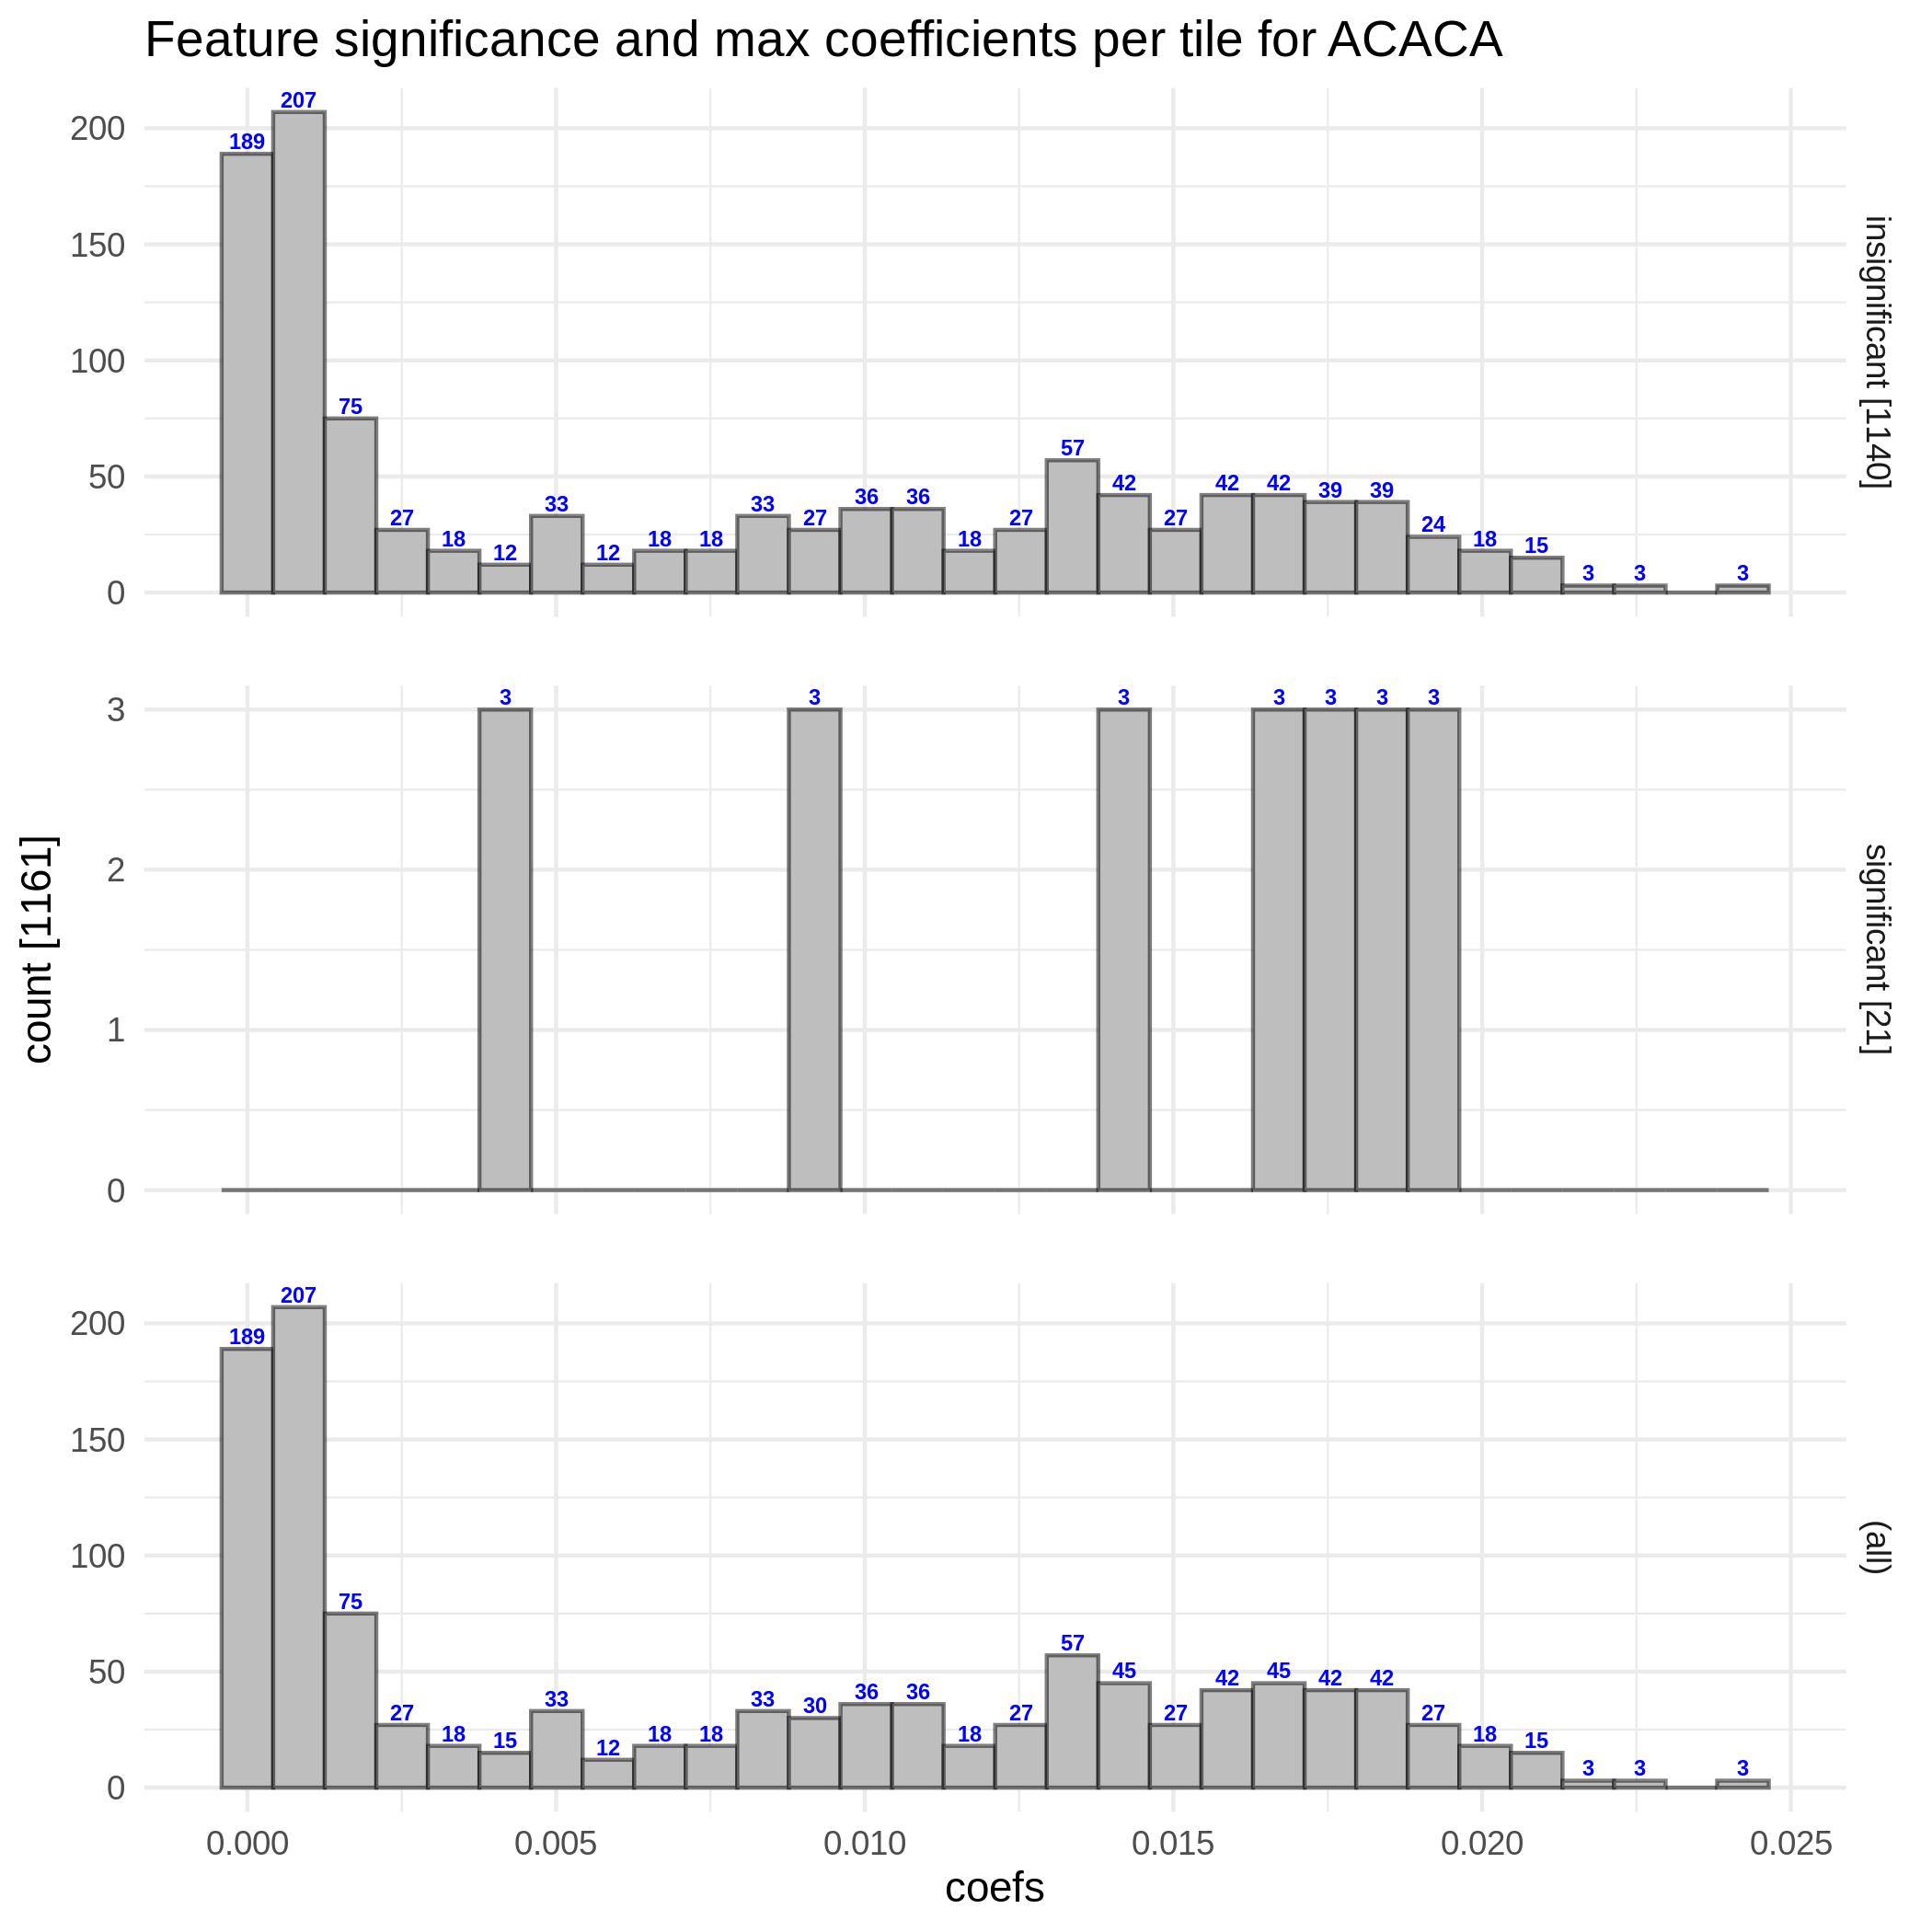 Feature significance and max coefficients per tile for ACACA
200
150
100
50
0
189 207 75 27 18 12 33 12 18 18 33 27 36 36 18 27 57 42 27 42 42 39 39 24 18 15 3 3 3
insignificant [1140]
3
2
1
0
3 3 3 3 3 3 3
significant [21]
count [1161]
200
150
100
50
0
189 207 75 27 18 15 33 12 18 18 33 30 36 36 18 27 57 45 27 42 45 42 42 27 18 15 3 3 3
(all)
0.000 0.005 0.010 0.015 0.020 0.025
coefs